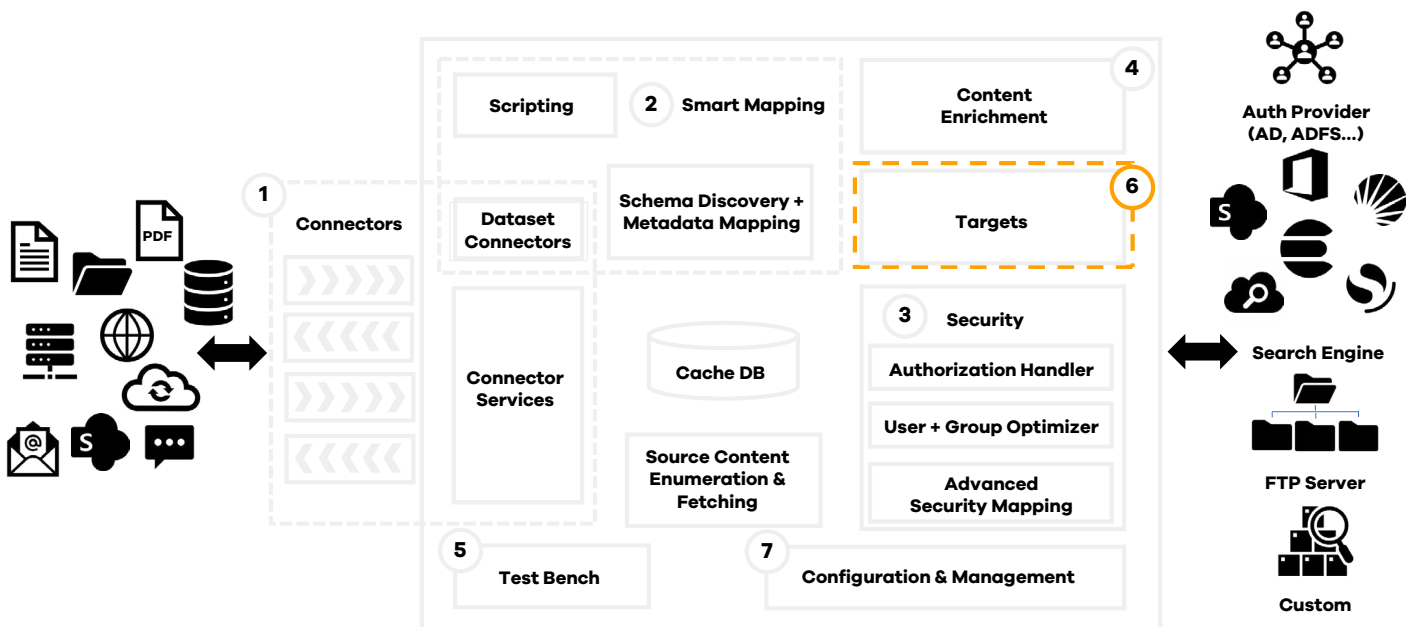 4
Scripting
2
Smart Mapping
Content
Enrichment
Auth Provider
(AD, ADFS...)
1
Connectors
Dataset
Connectors
Schema Discovery +
Metadata Mapping
6
Targets
PDF
S
3
Security
Cache DB
Authorization Handler
Search Engine
Connector
Services
User + Group Optimizer
@
S
Source Content
Enumeration &
Fetching
Advanced
Security Mapping
FTP Server
5
Test Bench
7
Configuration & Management
Custom